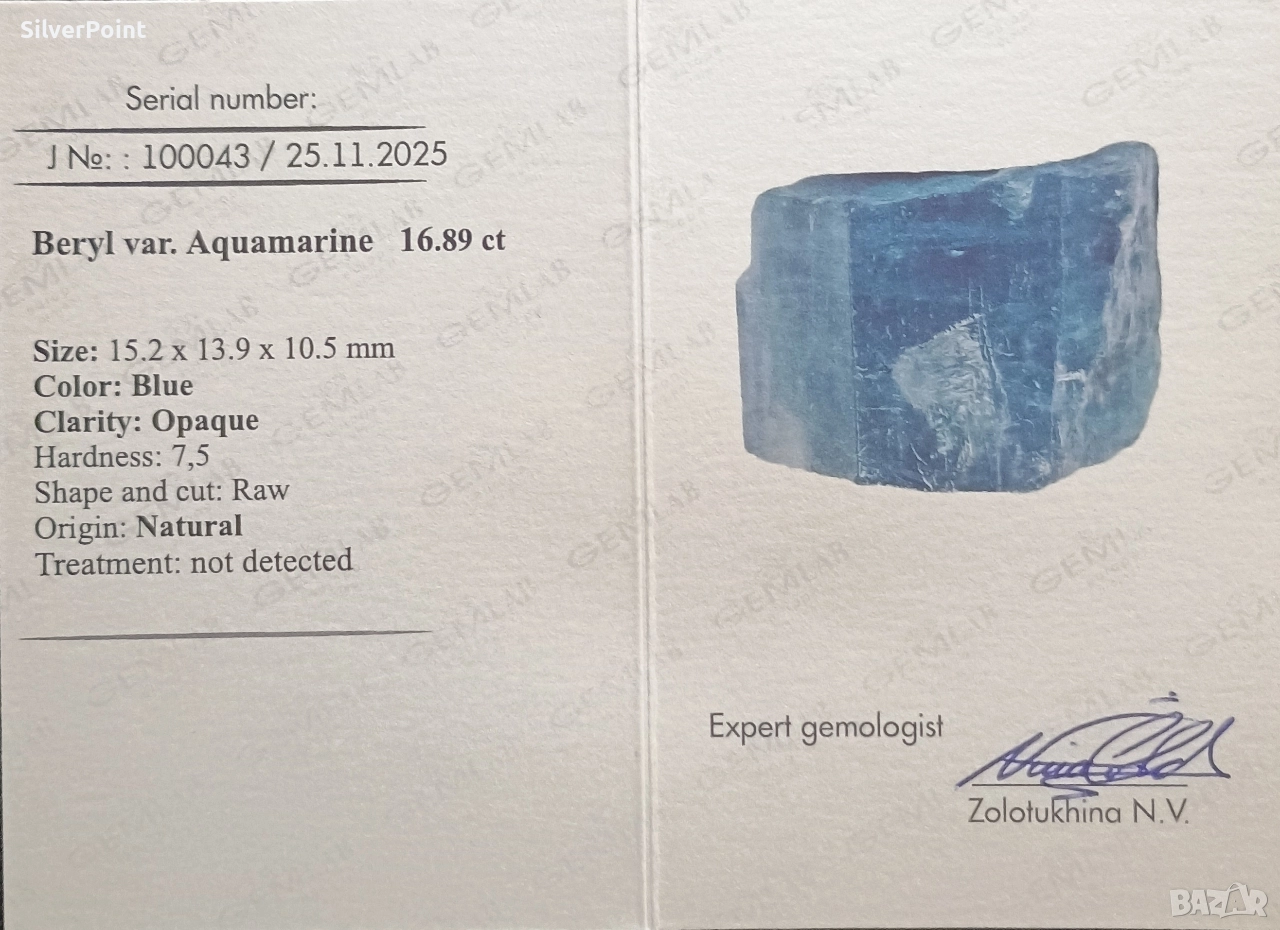 SilverPoint
Serial number:
J №: : 100043 / 25.11.2025
Beryl var. Aquamarine 16.89 ct
Size: 15.2 x 13.9 x 10.5 mm
Color: Blue
Clarity: Opaque
Hardness: 7,5
Shape and cut: Raw
Origin: Natural
Treatment: not detected
Expert gemologist
Zolotukhina N.V.
GEMLAB
BAZAR